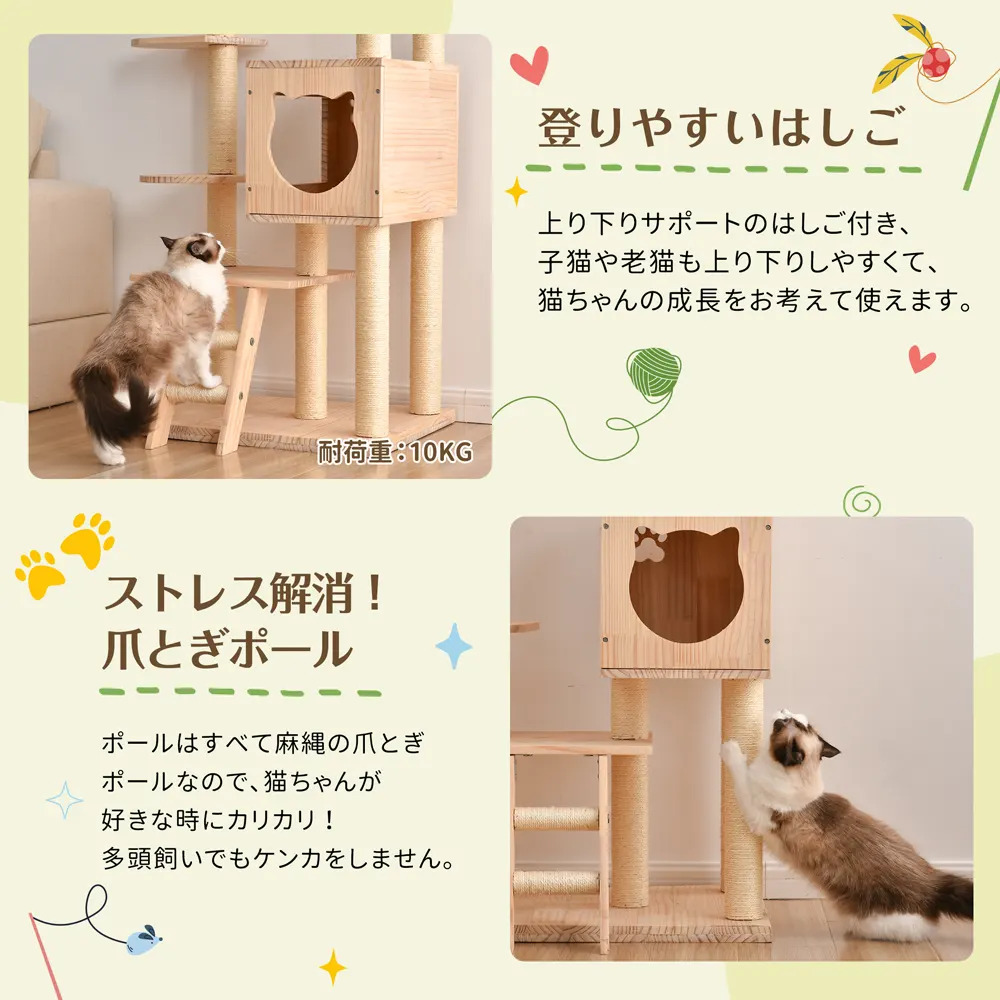 登りやすいはしご
上り下りサポートのはしご付き、
子猫や老猫も上り下りしやすくて、
猫ちゃんの成長をお考えて使えます。
耐荷重：10KG
ストレス解消！
爪とぎポール
ポールはすべて麻縄の爪とぎ
ポールなので、猫ちゃんが
好きな時にカリカリ！
多頭飼いでもケンカをしません。